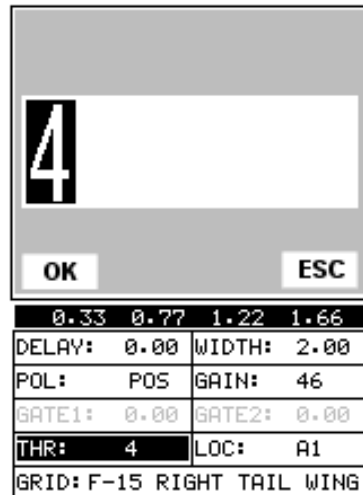 4
OK ESC
0.33 0.77 1.22 1.66
DELAY: 0.00 WIDTH: 2.00
POL: POS GAIN: 46
GATE1: 0.00 GATE2: 0.00
THR: 4 LOC: A1
GRID: F-15 RIGHT TAIL WING